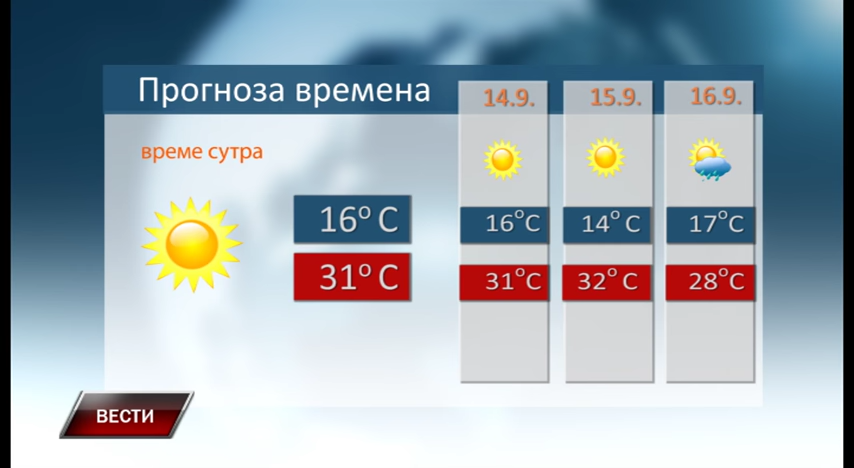 Прогноза времена
време сутра
16° C
31° C
14.9.
16°C
31°C
15.9.
14°C
32°C
16.9.
17°C
28°C
ВЕСТИ